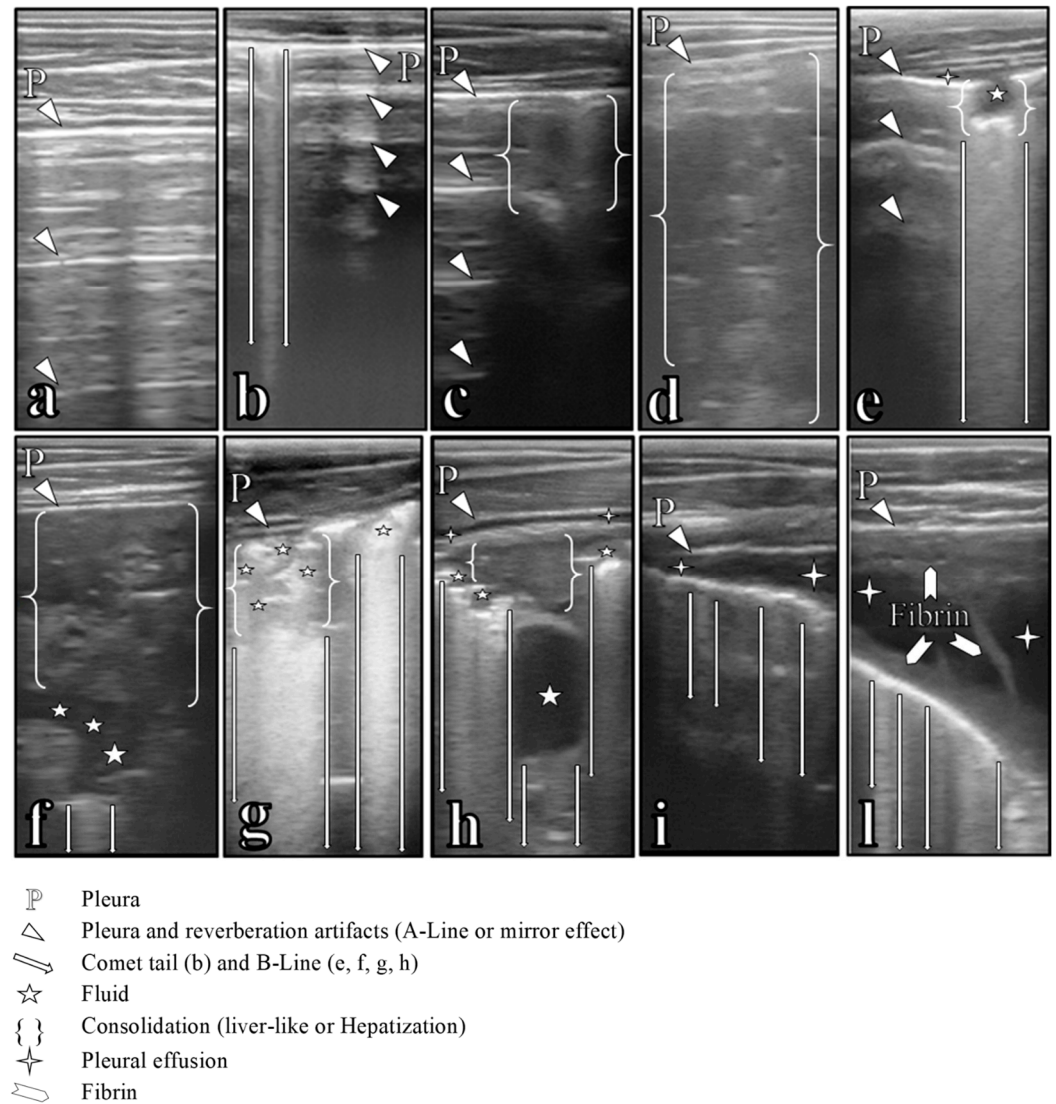 P
a
P
b
P
c
P
d
P
e
P
f
P
g
P
h
P
i
P
Fibrin
l
P Pleura
Pleura and reverberation artifacts (A-Line or mirror effect)
Comet tail (b) and B-Line (e, f, g, h)
Fluid
{ } Consolidation (liver-like or Hepatization)
Pleural effusion
Fibrin